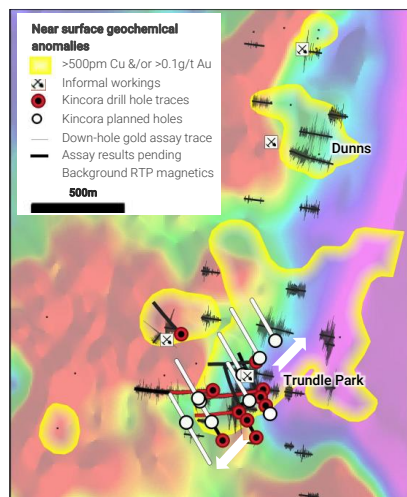 Near surface geochemical
anomalies
>500pm Cu &/or >0.1g/t Au
Informal workings
Kincora drill hole traces
Kincora planned holes
Down-hole gold assay trace
Assay results pending
Background RTP magnetics
500m
Dunns
Trundle Park